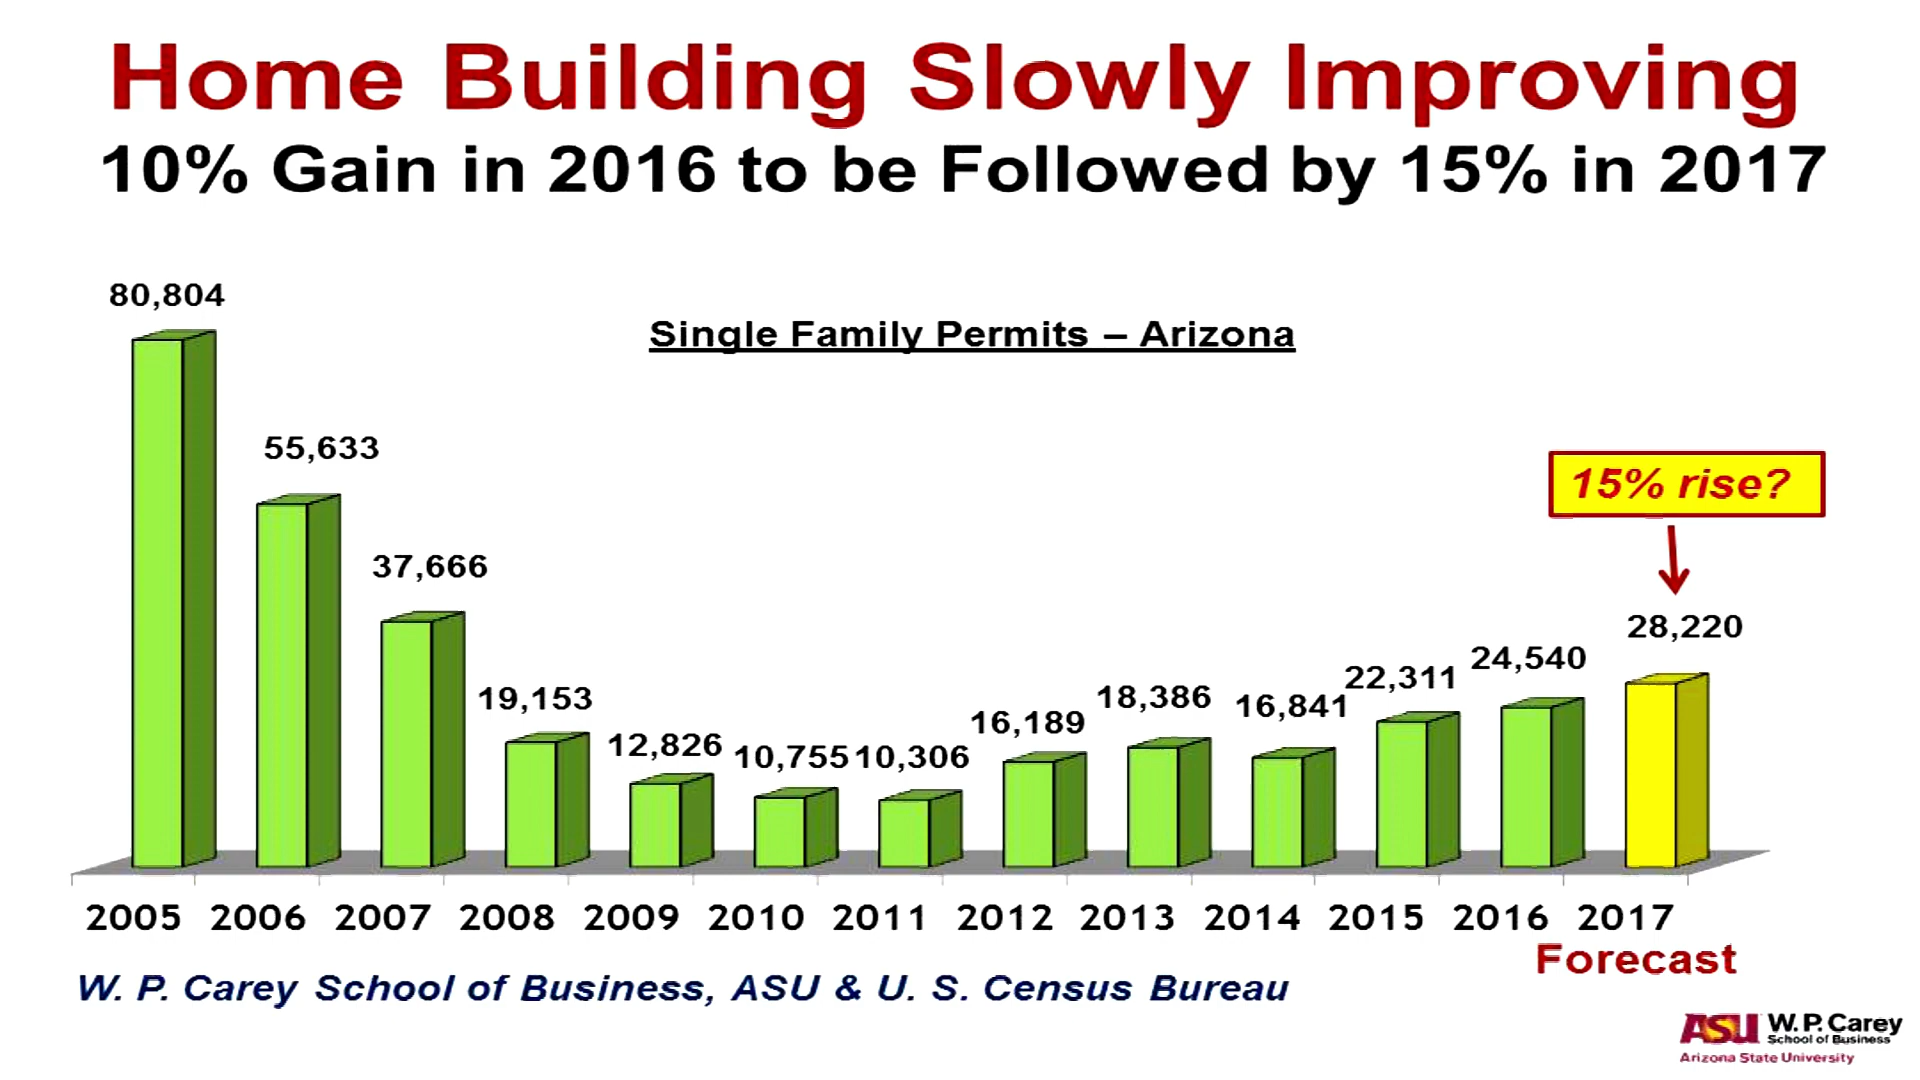 Home Building Slowly Improving
10% Gain in 2016 to be Followed by 15% in 2017
80,804
Single Family Permits – Arizona
55,633
15% rise?
37,666
28,220
19,153
12,826
10,755
10,306
16,189
18,386
16,841
22,311
24,540
2005 2006 2007 2008 2009 2010 2011 2012 2013 2014 2015 2016 2017
Forecast
W. P. Carey School of Business, ASU & U. S. Census Bureau
ASU W. P. Carey
School of Business
Arizona State University